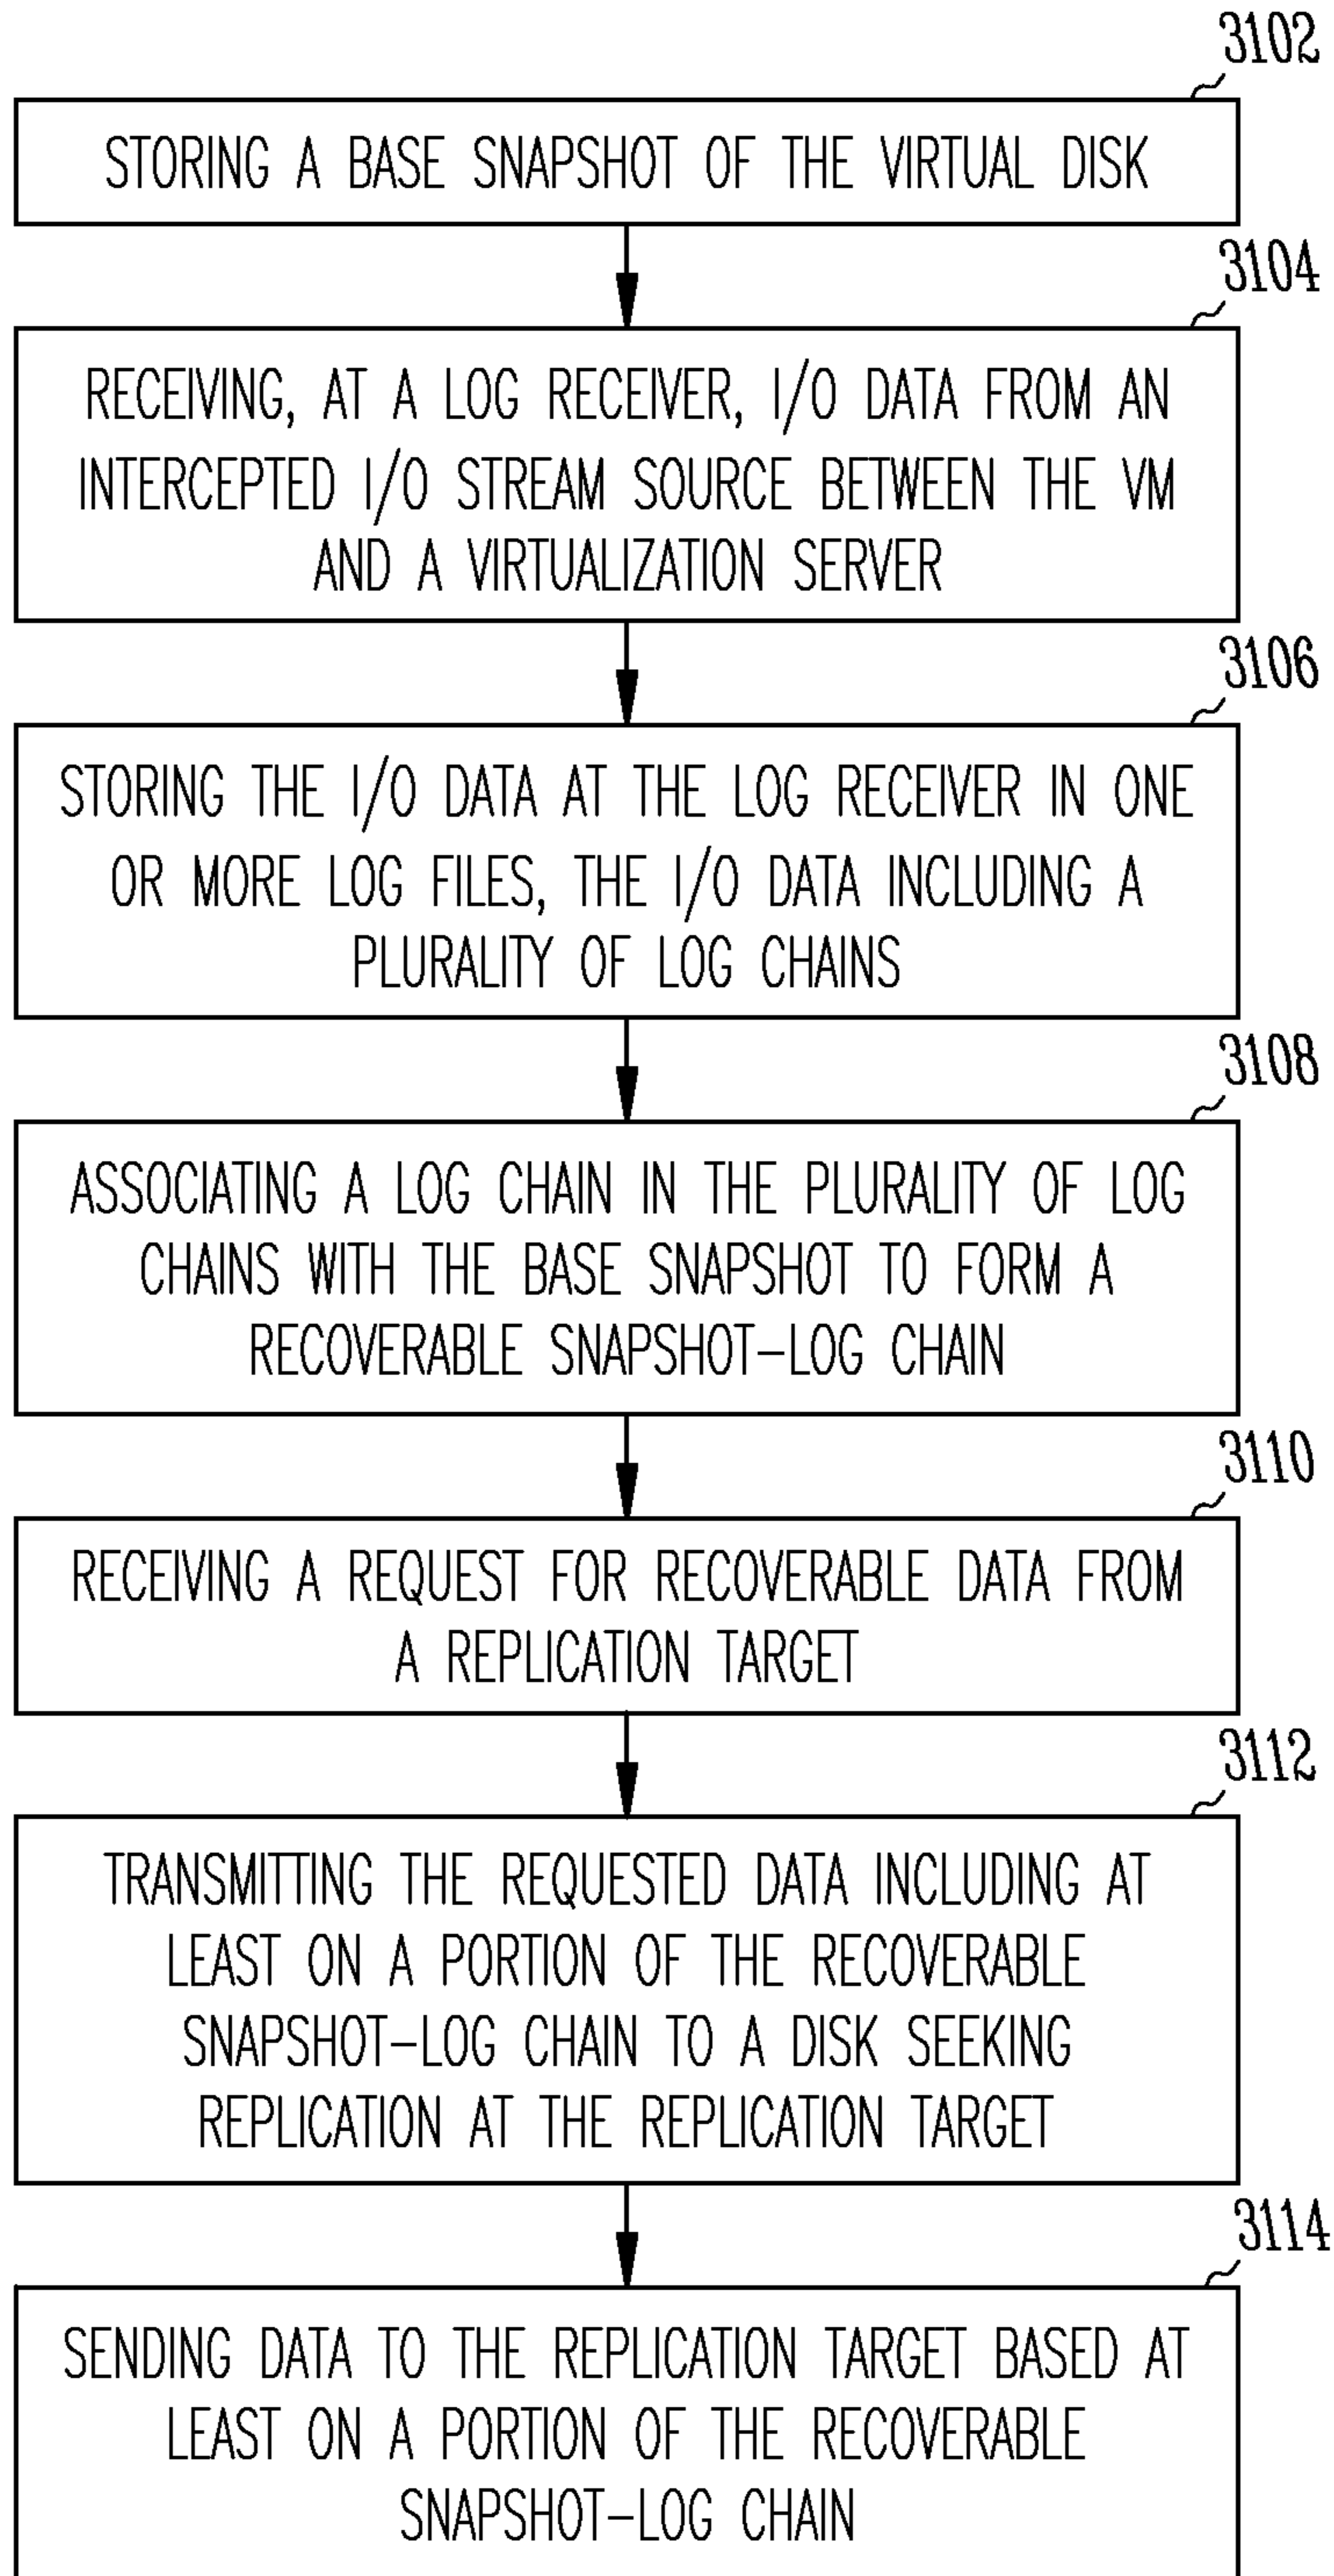 3102
STORING A BASE SNAPSHOT OF THE VIRTUAL DISK
3104
RECEIVING, AT A LOG RECEIVER, I/O DATA FROM AN
INTERCEPTED I/O STREAM SOURCE BETWEEN THE VM
AND A VIRTUALIZATION SERVER
3106
STORING THE I/O DATA AT THE LOG RECEIVER IN ONE
OR MORE LOG FILES, THE I/O DATA INCLUDING A
PLURALITY OF LOG CHAINS
3108
ASSOCIATING A LOG CHAIN IN THE PLURALITY OF LOG
CHAINS WITH THE BASE SNAPSHOT TO FORM A
RECOVERABLE SNAPSHOT-LOG CHAIN
3110
RECEIVING A REQUEST FOR RECOVERABLE DATA FROM
A REPLICATION TARGET
3112
TRANSMITTING THE REQUESTED DATA INCLUDING AT
LEAST ON A PORTION OF THE RECOVERABLE
SNAPSHOT-LOG CHAIN TO A DISK SEEKING
REPLICATION AT THE REPLICATION TARGET
3114
SENDING DATA TO THE REPLICATION TARGET BASED AT
LEAST ON A PORTION OF THE RECOVERABLE
SNAPSHOT-LOG CHAIN